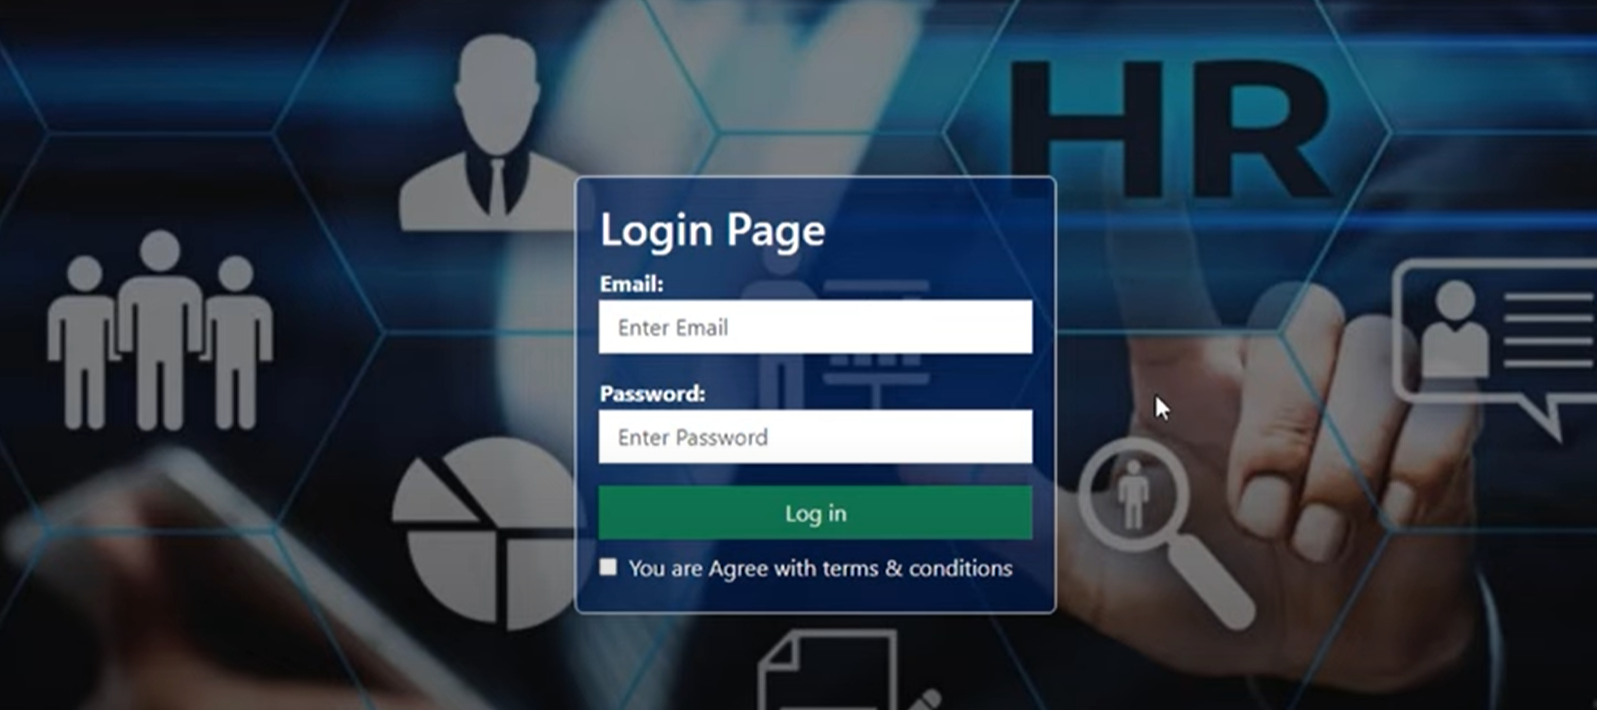 HR
Login Page
Email:
Enter Email
Password:
Enter Password
Log in
You are Agree with terms & conditions